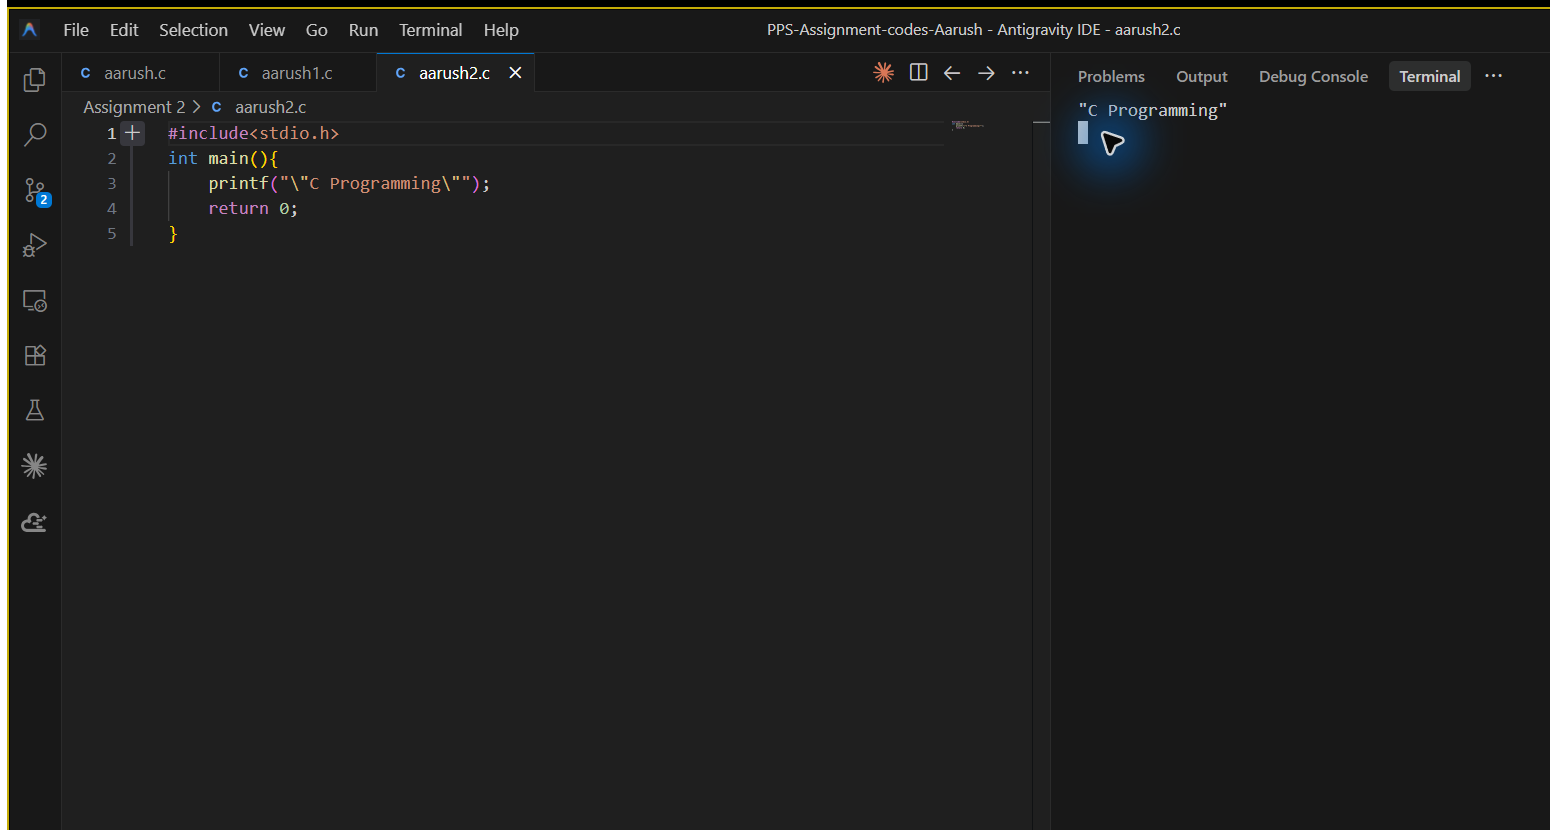 File Edit Selection View Go Run Terminal Help
PPS-Assignment-codes-Aarush - Antigravity IDE - aarush2.c
C aarush.c C aarush1.c C aarush2.c
Assignment 2 > C aarush2.c
1 #include<stdio.h>
2 int main(){
3 printf("\"C Programming\"");
4 return 0;
5 }
2
Problems Output Debug Console Terminal
"C Programming"